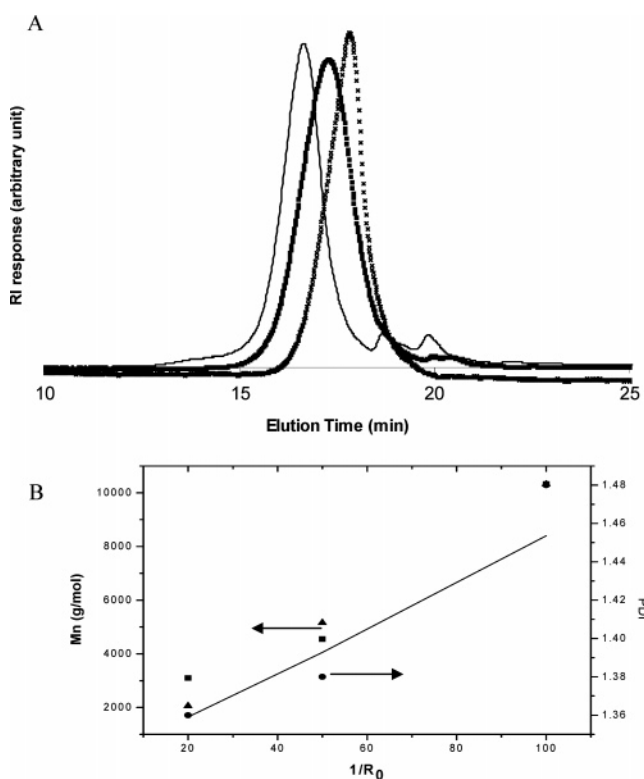 A
RI response (arbitrary unit)
10 15 20 25
Elution Time (min)
B
10000 8000 6000 4000 2000
Mn (g/mol)
1.48 1.46 1.44 1.42 1.40 1.38 1.36
PDI
20 40 60 80 100
1/R0